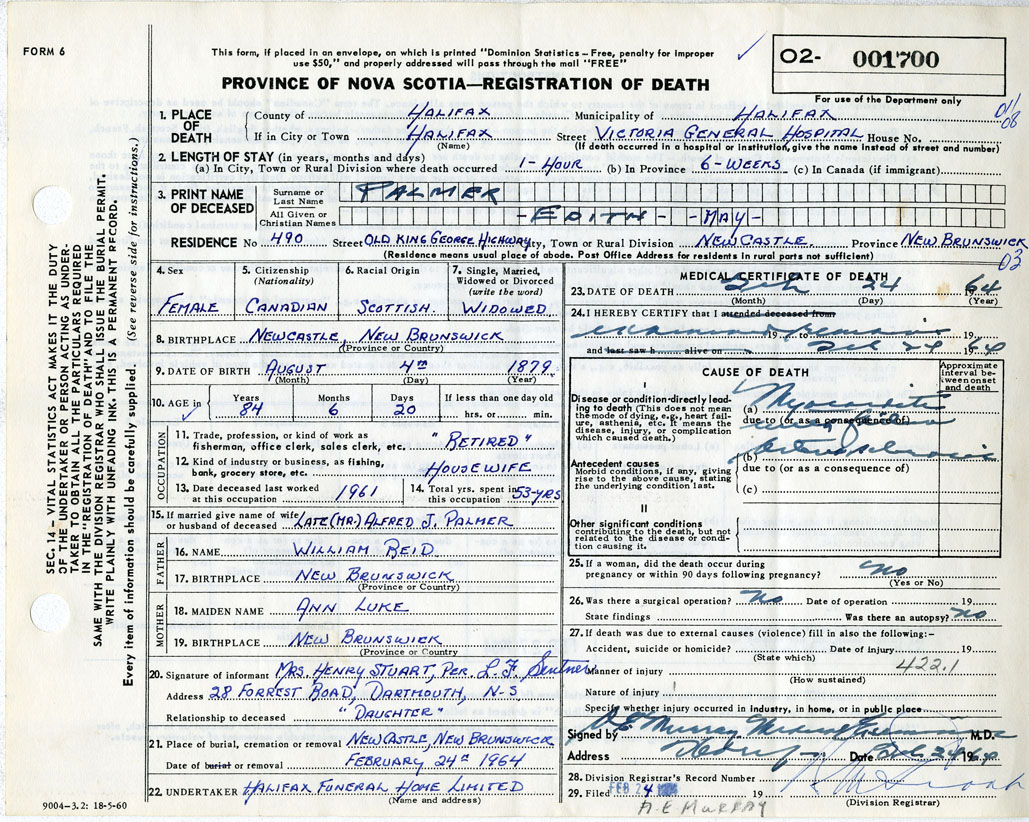 FORM 6
This form, if placed in an envelope, on which is printed "Dominion Statistics – Free, penalty for improper
use $50," and properly addressed will pass through the mail "FREE"
O2- 001700
For use of the Department only
PROVINCE OF NOVA SCOTIA—REGISTRATION OF DEATH
1. PLACE OF DEATH
County of HALIFAX Municipality of HALIFAX
If in City or Town HALIFAX Street VICTORIA GENERAL HOSPITAL House No.
(Name) (If death occurred in a hospital or institution, give the name instead of street and number)
2. LENGTH OF STAY (in years, months and days)
(a) In City, Town or Rural Division where death occurred 1-HOUR (b) In Province 6-WEEKS (c) In Canada (if immigrant)
3. PRINT NAME OF DECEASED
Surname or Last Name PALMER
All Given or Christian Names -EDITH- -MAY-
RESIDENCE No 490 Street OLD KING GEORGE HIGHWAY ty, Town or Rural Division NEWCASTLE. Province NEW BRUNSWICK
(Residence means usual place of abode. Post Office Address for residents in rural parts not sufficient)
03
SEC. 14 – VITAL STATISTICS ACT MAKES IT THE DUTY
OF THE UNDERTAKER OR PERSON ACTING AS UNDER-
TAKER TO OBTAIN ALL THE PARTICULARS REQUIRED
IN THE "REGISTRATION OF DEATH" AND TO FILE THE
SAME WITH THE DIVISION REGISTRAR WHO SHALL ISSUE THE BURIAL PERMIT.
WRITE PLAINLY WITH UNFADING INK. THIS IS A PERMANENT RECORD.
Every item of information should be carefully supplied. (See reverse side for instructions.)
4. Sex FEMALE
5. Citizenship (Nationality) CANADIAN
6. Racial Origin SCOTTISH
7. Single, Married, Widowed or Divorced (write the word) WIDOWED
8. BIRTHPLACE NEWCASTLE, NEW BRUNSWICK
(Province or Country)
9. DATE OF BIRTH AUGUST 4TH 1879
(Month) (Day) (Year)
10. AGE in Years 84 Months 6 Days 20 If less than one day old
hrs. or min.
OCCUPATION
11. Trade, profession, or kind of work as
fisherman, office clerk, sales clerk, etc. "RETIRED"
12. Kind of industry or business, as fishing,
bank, grocery store, etc. HOUSEWIFE
13. Date deceased last worked
at this occupation 1961
14. Total yrs. spent in
this occupation 53-YRS
15. If married give name of wife
or husband of deceased LATE (MR.) ALFRED J. PALMER
FATHER
16. NAME WILLIAM REID
17. BIRTHPLACE NEW BRUNSWICK
(Province or Country)
MOTHER
18. MAIDEN NAME ANN LUKE
19. BIRTHPLACE NEW BRUNSWICK
(Province or Country
20. Signature of informant MRS. HENRY STUART, PER. L.F. Sentner
Address 28 FORREST ROAD, DARTMOUTH, N-S
Relationship to deceased "DAUGHTER"
21. Place of burial, cremation or removal NEWCASTLE, NEW BRUNSWICK
Date of burial or removal FEBRUARY 24TH 1964
22. UNDERTAKER HALIFAX FUNERAL HOME LIMITED
(Name and address)
9004-3.2: 18-5-60
MEDICAL CERTIFICATE OF DEATH
23. DATE OF DEATH Feb 24 1964
(Month) (Day) (Year)
24. I HEREBY CERTIFY that I attended deceased from
examined 19 to remains 19
and last saw h alive on Feb 24 1964
CAUSE OF DEATH
Approximate interval between onset and death
I
Disease or condition directly lead-
ing to death (This does not mean
the mode of dying, e.g., heart fail-
ure, asthenia, etc. It means the
disease, injury, or complication
which caused death.)
(a) Myocarditis
due to (or as a consequence of)
Antecedent causes
Morbid conditions, if any, giving
rise to the above cause, stating
the underlying condition last.
(b)
due to (or as a consequence of)
(c)
II
Other significant conditions
contributing to the death, but not
related to the disease or condi-
tion causing it.
25. If a woman, did the death occur during
pregnancy or within 90 days following pregnancy? no
(Yes or No)
26. Was there a surgical operation? no Date of operation 19
State findings Was there an autopsy? no
27. If death was due to external causes (violence) fill in also the following:–
Accident, suicide or homicide? Date of injury 19
(State which)
Manner of injury 422.1
(How sustained)
Nature of injury
Specify whether injury occurred in industry, in home, or in public place
Signed by Murray Medical Examiner M.D.
Address Date Feb 24 1964
28. Division Registrar's Record Number
29. Filed FEB 24 19
(Division Registrar)
A.E. MURRAY